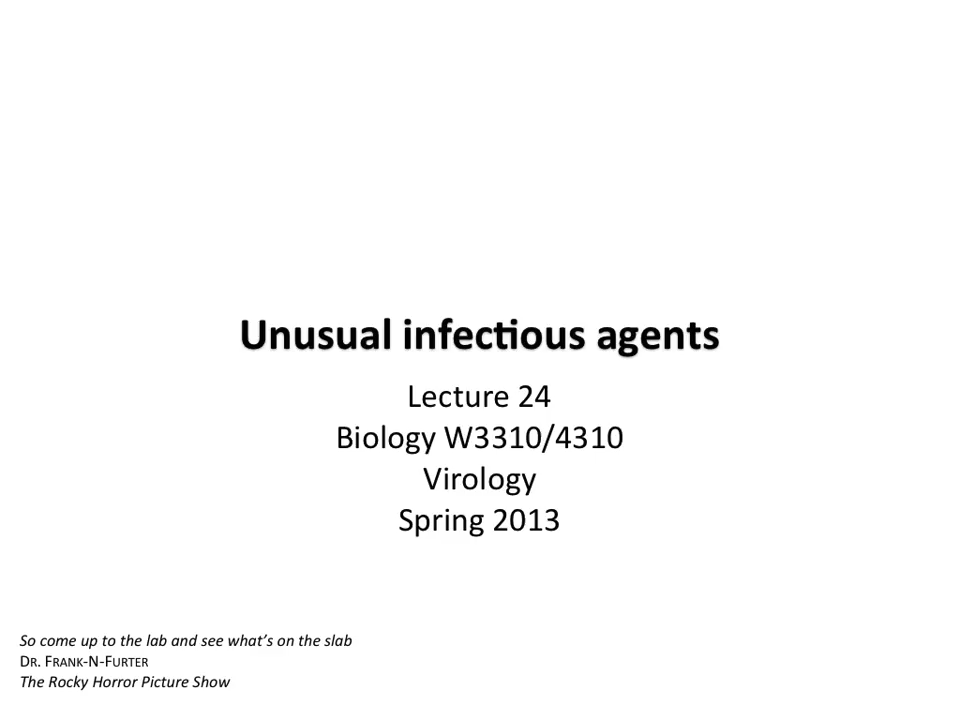 Unusual infectious agents
Lecture 24
Biology W3310/4310
Virology
Spring 2013
So come up to the lab and see what’s on the slab
DR. FRANK-N-FURTER
The Rocky Horror Picture Show